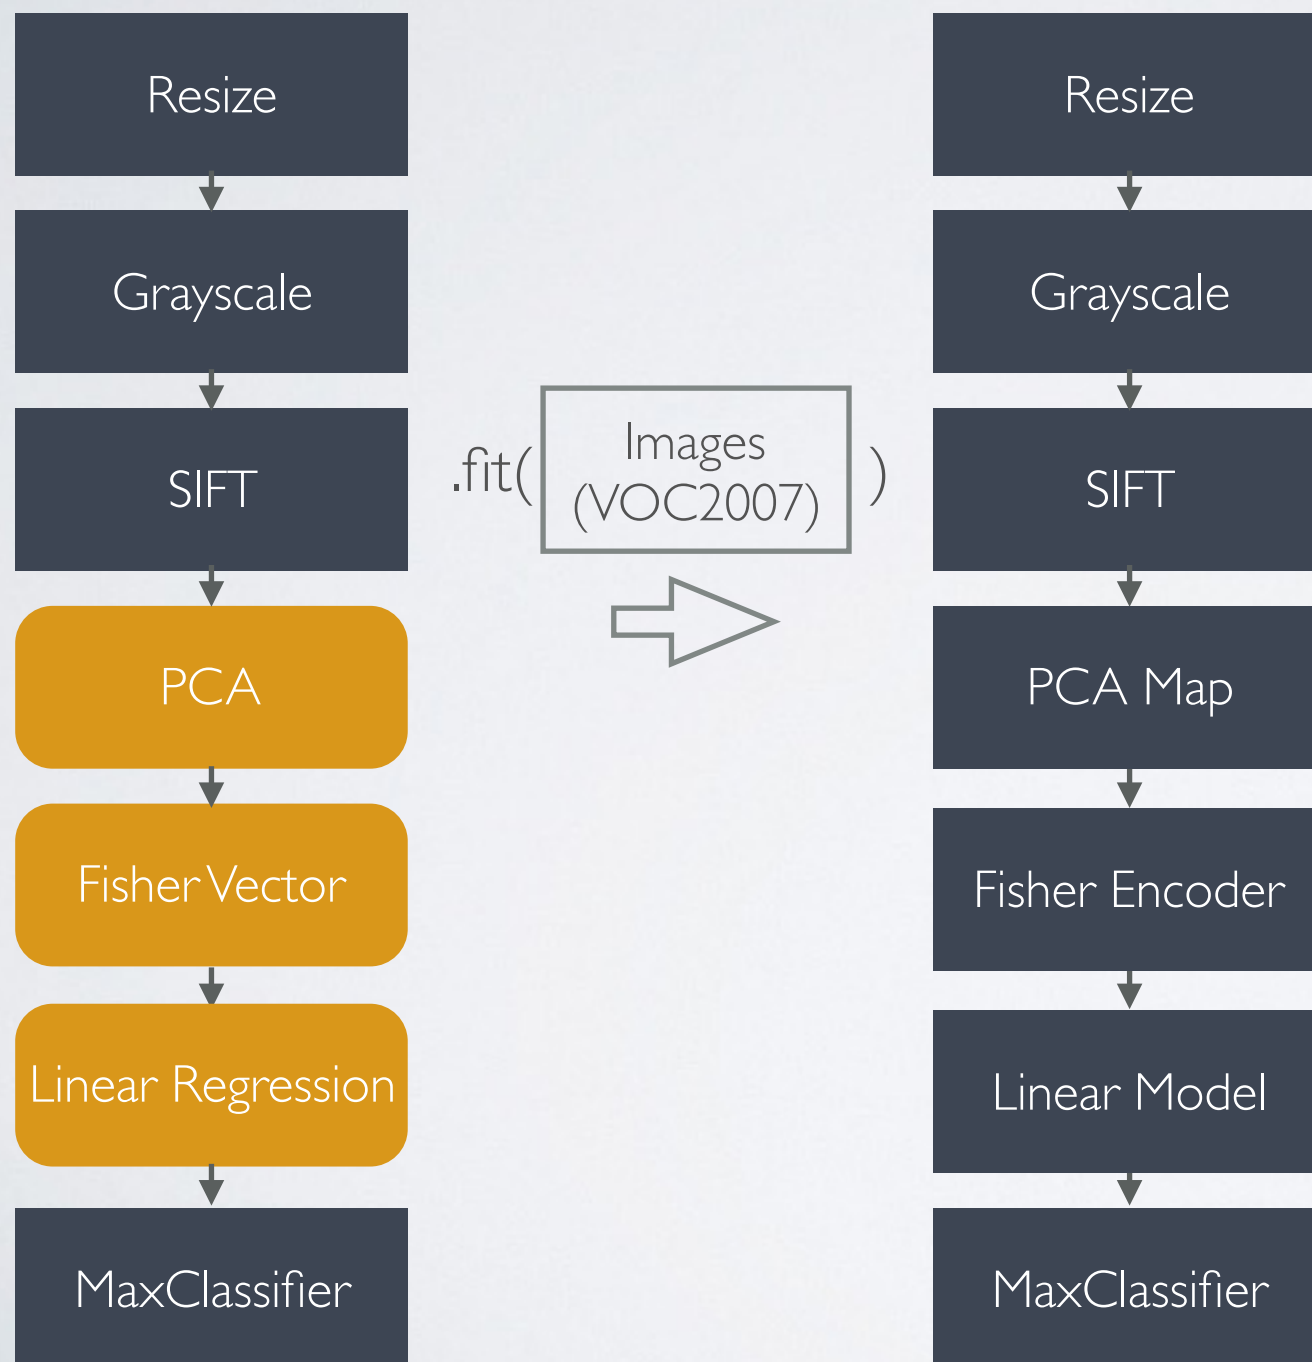 Resize
Grayscale
SIFT
PCA
Fisher Vector
Linear Regression
MaxClassifier
.fit(
Images
(VOC2007)
)
Resize
Grayscale
SIFT
PCA Map
Fisher Encoder
Linear Model
MaxClassifier